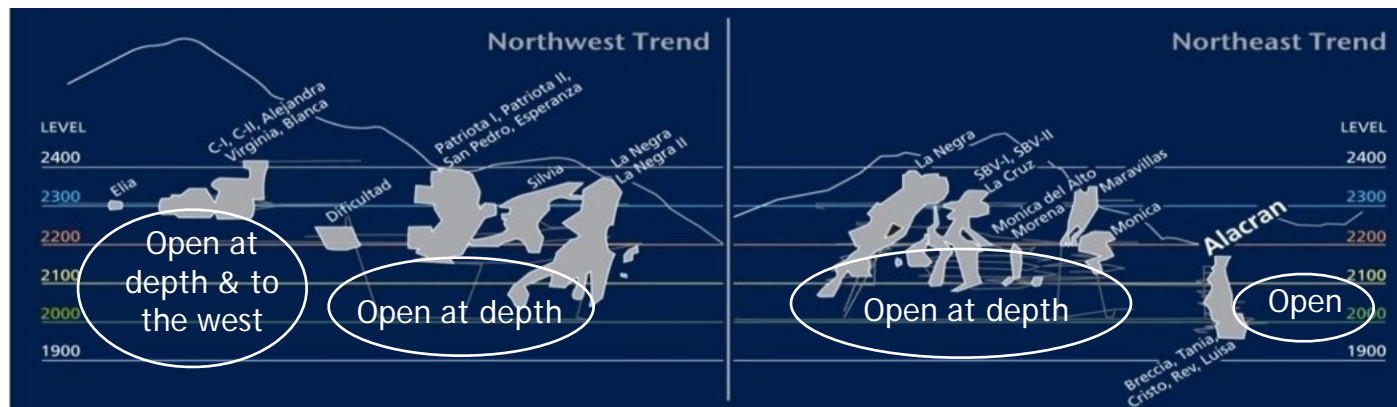 Northwest Trend
LEVEL
2400
2300
2200
2100
2000
1900
Elia
C-I, C-II, Alejandra
Virginia, Blanca
Dificultad
Patriota I, Patriota II,
San Pedro, Esperanza
Silvia
La Negra
La Negra II
Open at
depth & to
the west
Open at depth
Northeast Trend
LEVEL
2400
2300
2200
2100
2000
1900
La Negra
SBV-I, SBV-II
La Cruz
Monica del Alto
Morena
Maravillas
Monica
Alacran
Breccia, Tania,
Cristo, Rev, Luisa
Open at depth
Open